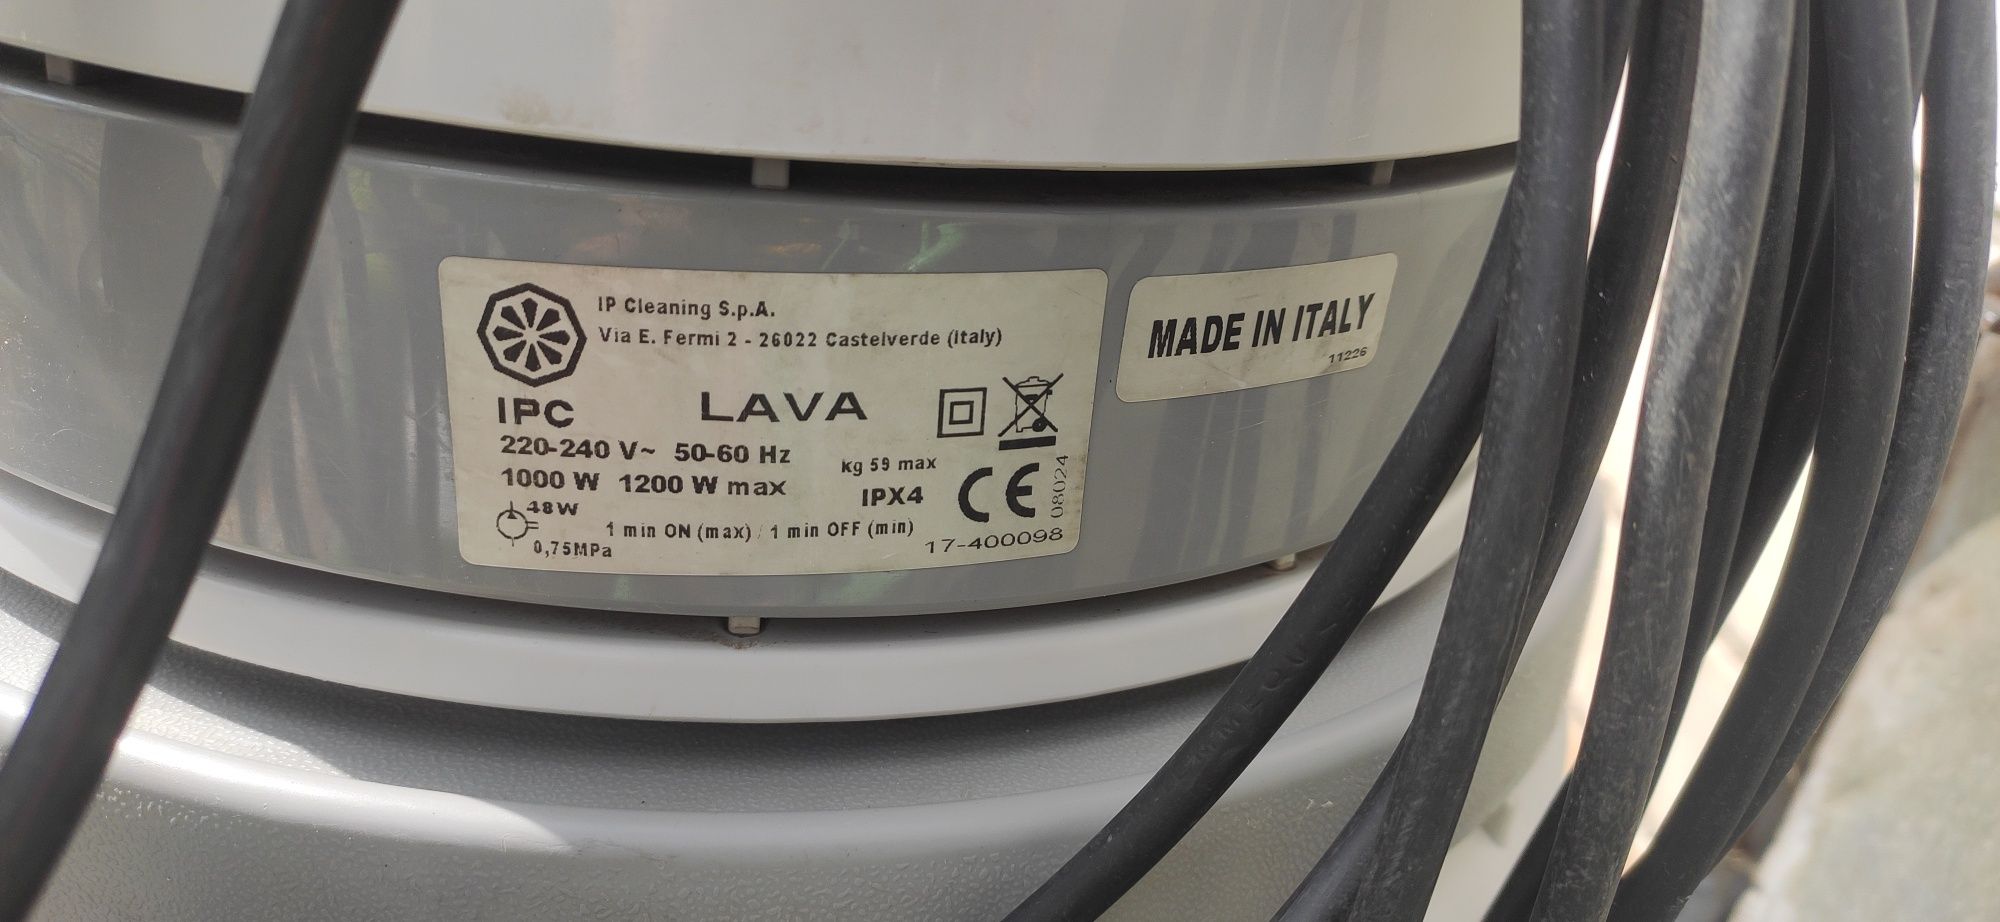 IP Cleaning S.p.A.
Via E. Fermi 2 - 26022 Castelverde (Italy)
IPC LAVA
220-240 V~ 50-60 Hz
Kg 59 max
1000 W 1200 W max
IPX4
CE
08024
48W
1 min ON (max) / 1 min OFF (min)
0,75MPa
17-400098
MADE IN ITALY
11226